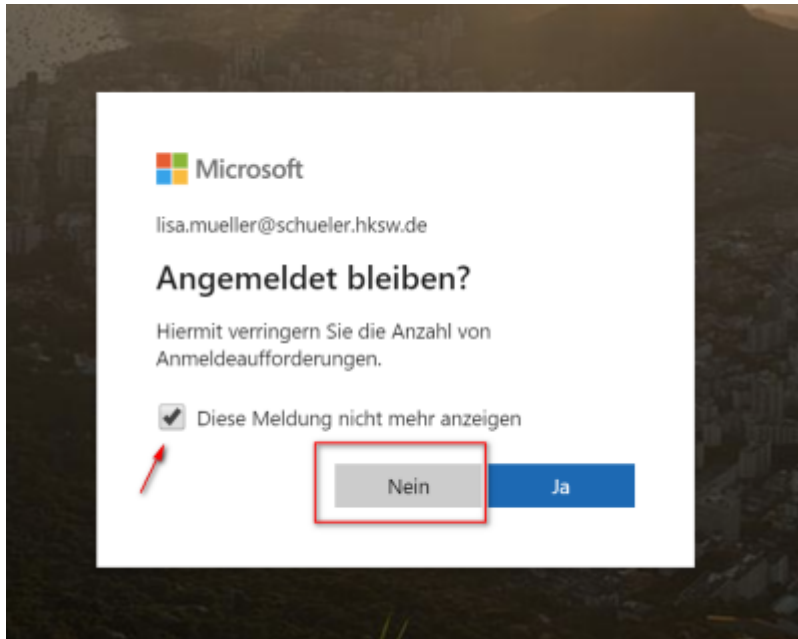 Microsoft
lisa.mueller@schueler.hksw.de
Angemeldet bleiben?
Hiermit verringern Sie die Anzahl von
Anmeldeaufforderungen.
Diese Meldung nicht mehr anzeigen
Nein Ja